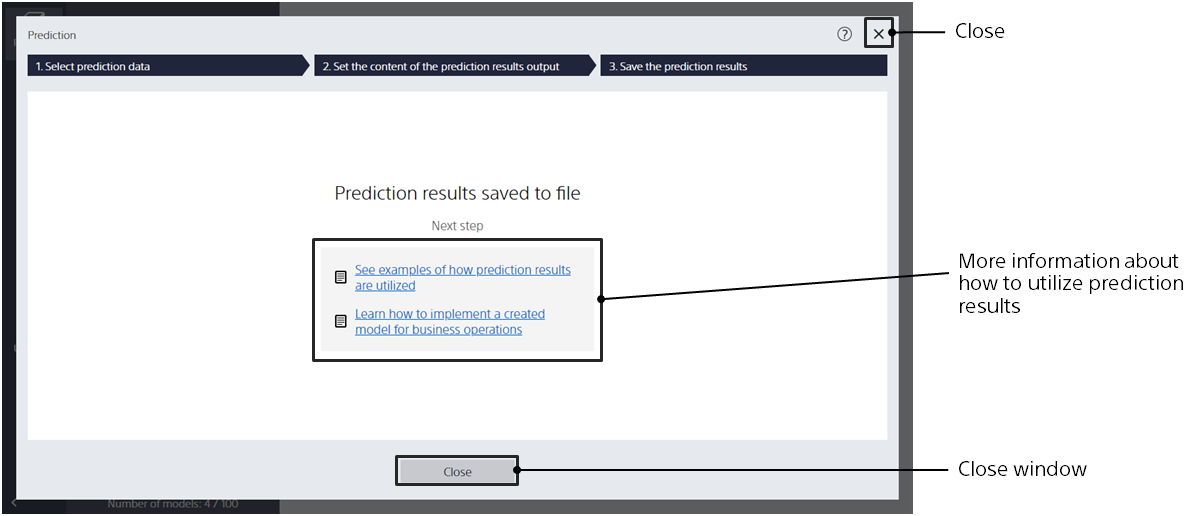 Prediction
?
Close
1. Select prediction data
2. Set the content of the prediction results output
3. Save the prediction results
Prediction results saved to file
Next step
See examples of how prediction results
are utilized
Learn how to implement a created
model for business operations
More information about
how to utilize prediction
results
Close
Close window
Number of models: 4 / 100